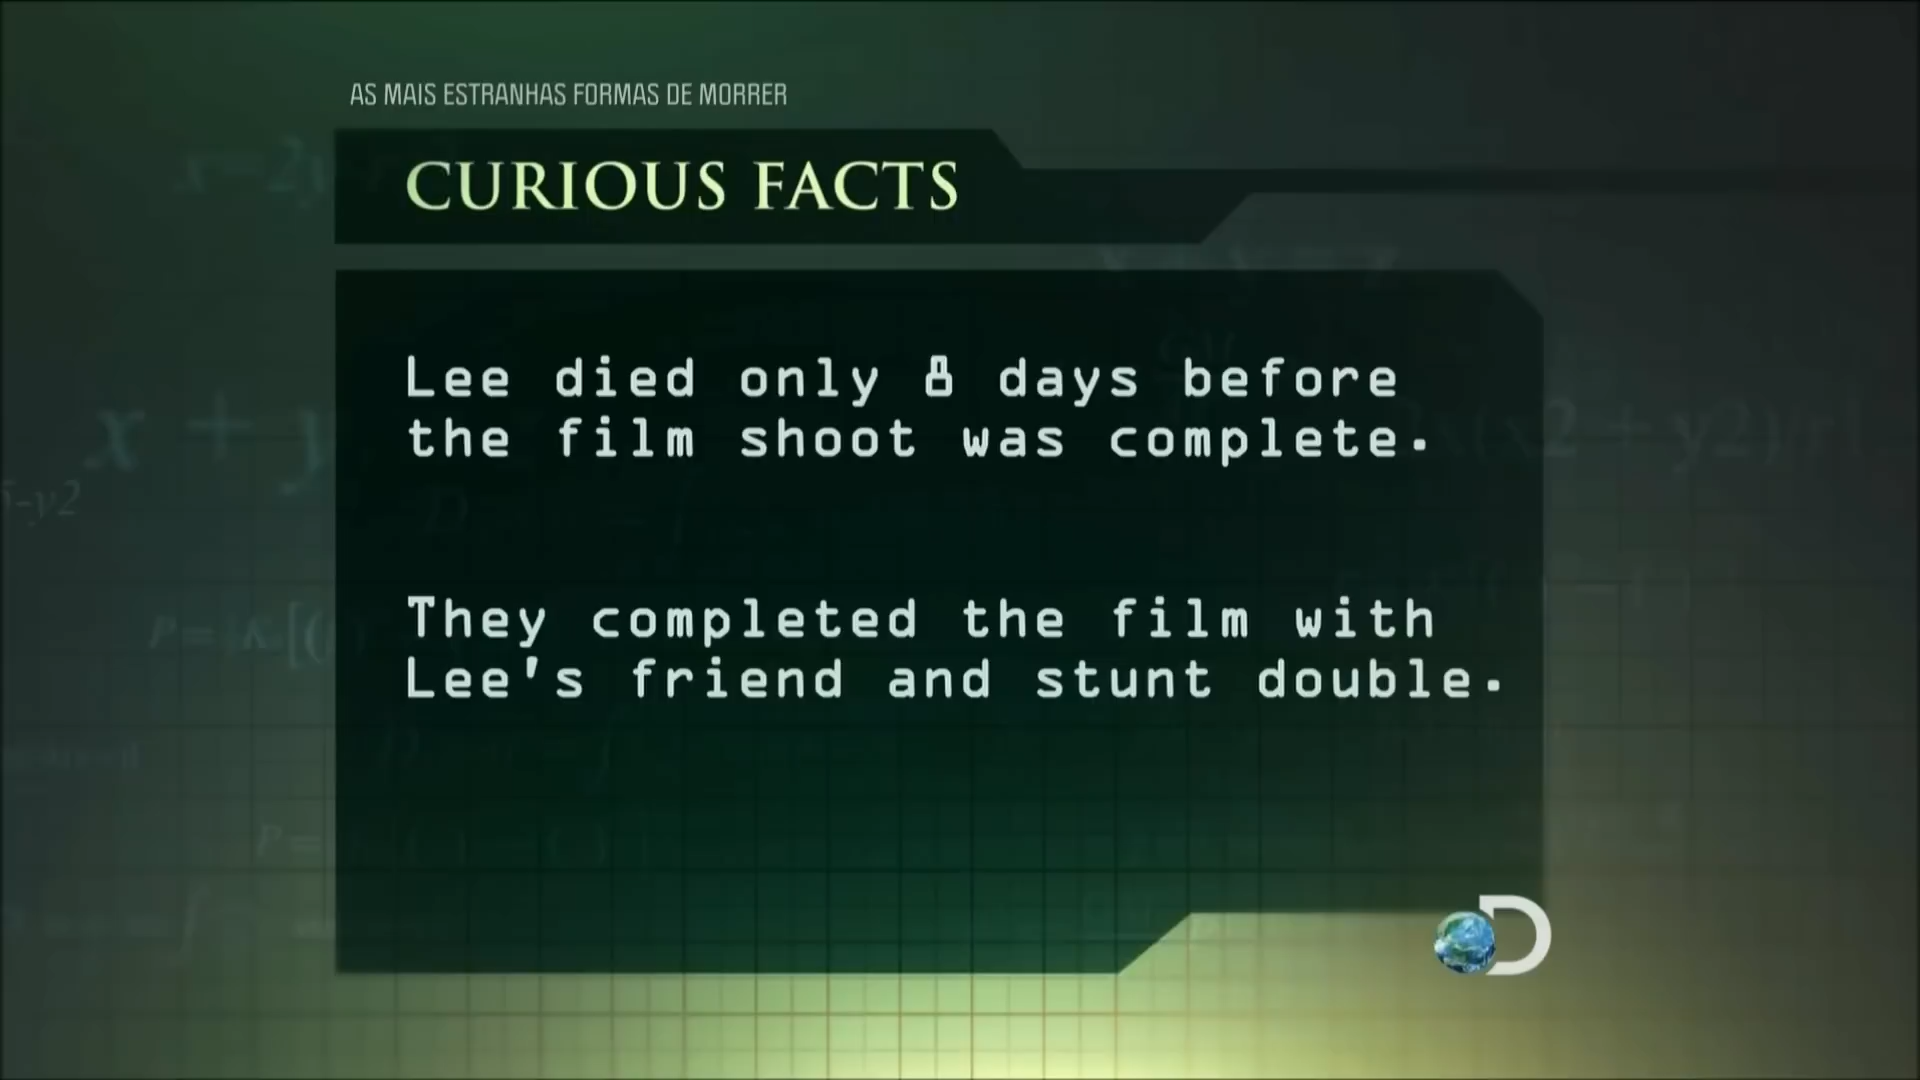 AS MAIS ESTRANHAS FORMAS DE MORRER
CURIOUS FACTS
Lee died only 8 days before
the film shoot was complete.
They completed the film with
Lee's friend and stunt double.